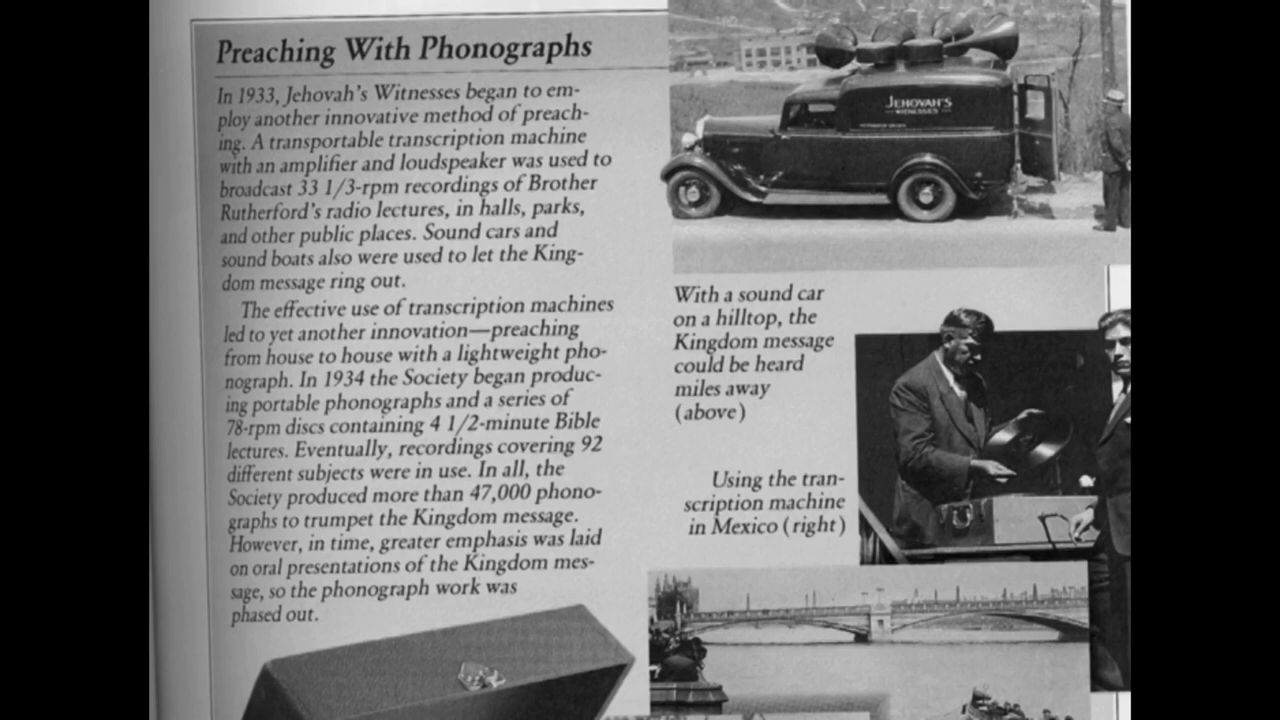 Preaching With Phonographs
In 1933, Jehovah's Witnesses began to em-
ploy another innovative method of preach-
ing. A transportable transcription machine
with an amplifier and loudspeaker was used to
broadcast 33 1/3-rpm recordings of Brother
Rutherford's radio lectures, in halls, parks,
and other public places. Sound cars and
sound boats also were used to let the King-
dom message ring out.
The effective use of transcription machines
led to yet another innovation—preaching
from house to house with a lightweight pho-
nograph. In 1934 the Society began produc-
ing portable phonographs and a series of
78-rpm discs containing 4 1/2-minute Bible
lectures. Eventually, recordings covering 92
different subjects were in use. In all, the
Society produced more than 47,000 phono-
graphs to trumpet the Kingdom message.
However, in time, greater emphasis was laid
on oral presentations of the Kingdom mes-
sage, so the phonograph work was
phased out.
JEHOVAH'S
WITNESSES
With a sound car
on a hilltop, the
Kingdom message
could be heard
miles away
(above)
Using the tran-
scription machine
in Mexico (right)